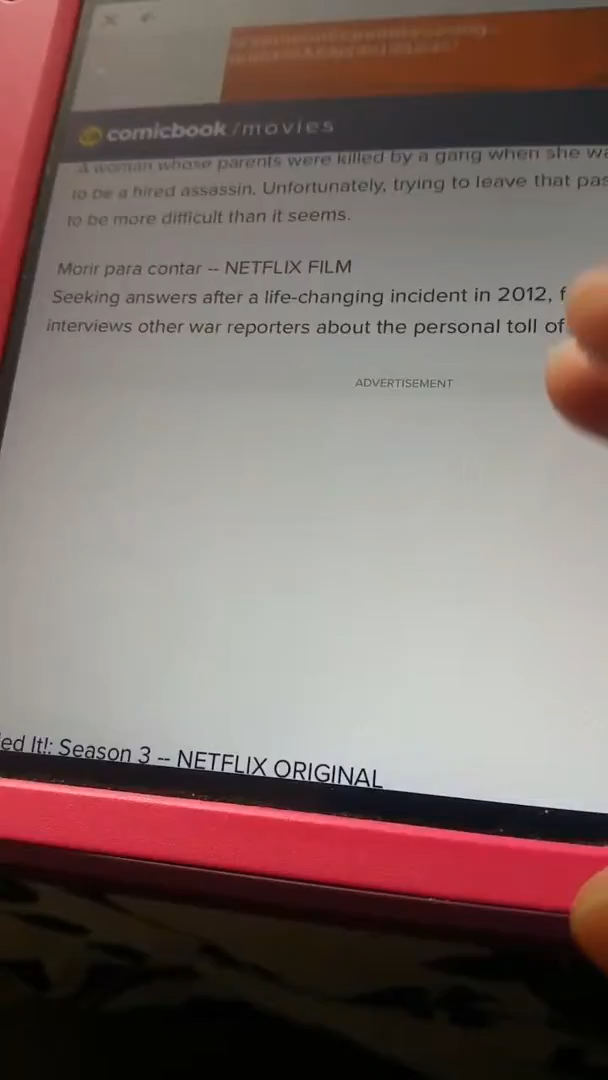 comicbook/movies
A woman whose parents were killed by a gang when she
to be a hired assassin. Unfortunately, trying to leave that
to be more difficult than it seems.
Morir para contar -- NETFLIX FILM
Seeking answers after a life-changing incident in 2012,
interviews other war reporters about the personal toll of
ADVERTISEMENT
ed It!: Season 3 -- NETFLIX ORIGINAL